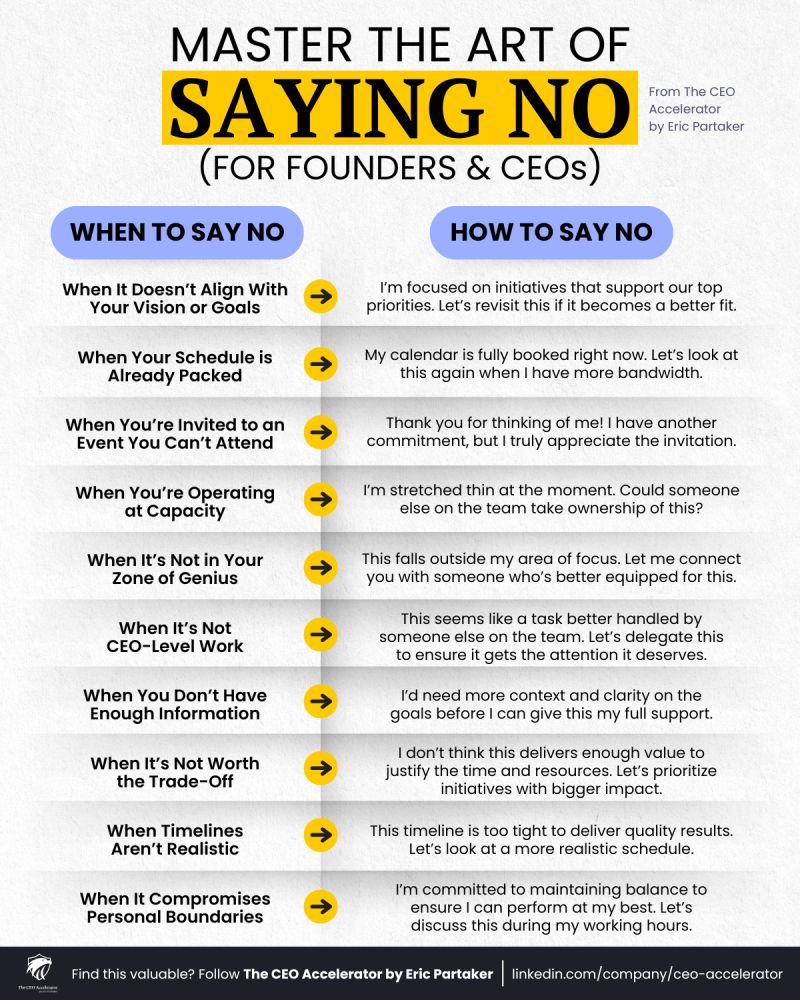 MASTER THE ART OF
SAYING NO
From The CEO
Accelerator
by Eric Partaker
(FOR FOUNDERS & CEOs)
WHEN TO SAY NO
HOW TO SAY NO
When It Doesn't Align With
Your Vision or Goals
I'm focused on initiatives that support our top
priorities. Let's revisit this if it becomes a better fit.
When Your Schedule is
Already Packed
My calendar is fully booked right now. Let's look at
this again when I have more bandwidth.
When You're Invited to an
Event You Can't Attend
Thank you for thinking of me! I have another
commitment, but I truly appreciate the invitation.
When You're Operating
at Capacity
I'm stretched thin at the moment. Could someone
else on the team take ownership of this?
When It's Not in Your
Zone of Genius
This falls outside my area of focus. Let me connect
you with someone who's better equipped for this.
When It's Not
CEO-Level Work
This seems like a task better handled by
someone else on the team. Let's delegate this
to ensure it gets the attention it deserves.
When You Don't Have
Enough Information
I'd need more context and clarity on the
goals before I can give this my full support.
When It's Not Worth
the Trade-Off
I don't think this delivers enough value to
justify the time and resources. Let's prioritize
initiatives with bigger impact.
When Timelines
Aren't Realistic
This timeline is too tight to deliver quality results.
Let's look at a more realistic schedule.
When It Compromises
Personal Boundaries
I'm committed to maintaining balance to
ensure I can perform at my best. Let's
discuss this during my working hours.
The CEO Accelerator
Find this valuable? Follow The CEO Accelerator by Eric Partaker
linkedin.com/company/ceo-accelerator